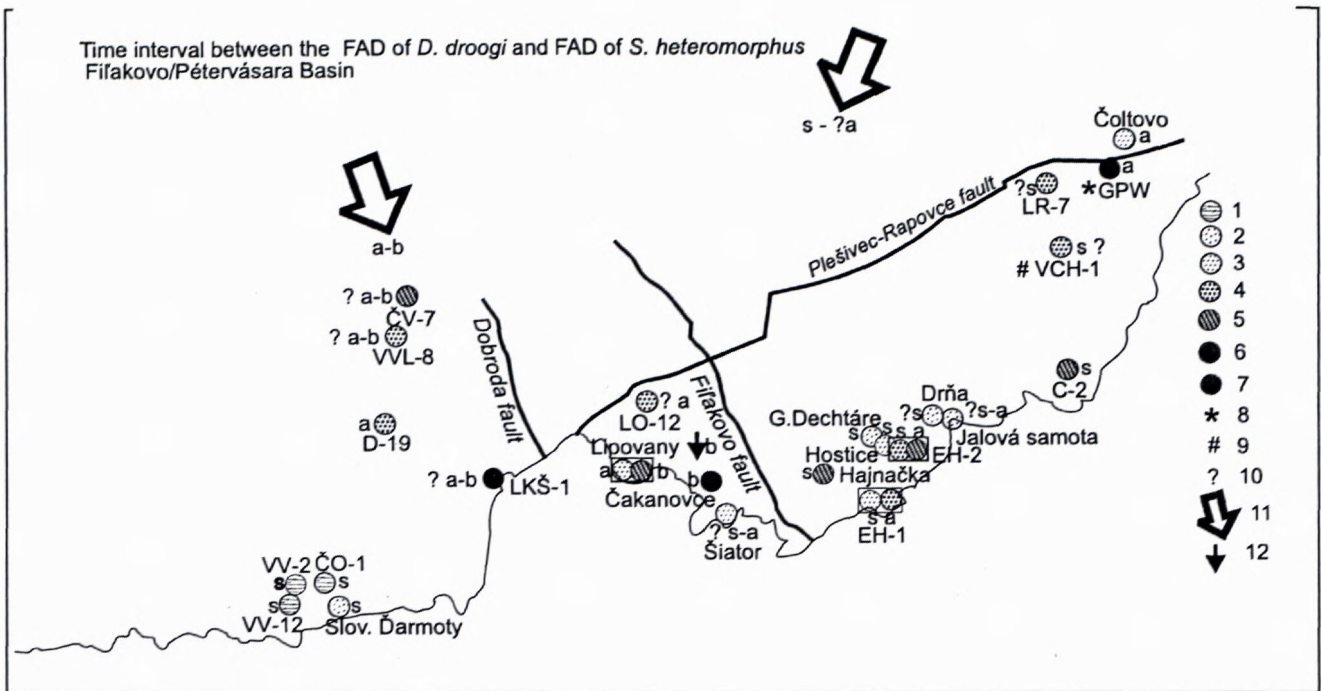 Time interval between the FAD of D. droogi and FAD of S. heteromorphus
Fiľakovo/Pétervásara Basin
s - ?a
Čoltovo
a
a
*GPW
Plešivec-Rapovce fault
?s
LR-7
s ?
# VCH-1
a-b
? a-b
ČV-7
? a-b
VVL-8
a
D-19
Dobroda fault
Fiľakovo fault
LO-12
? a
Lipovany
b
a
b
Čakanovce
b
? s-a
Šiator
? a-b
LKŠ-1
C-2
s
Drňa
?s
?s-a
Jalová samota
G.Dechtáre
s
s
s
a
Hostice
EH-2
s
Hajnačka
s a
EH-1
VV-2
ČO-1
s
s
s
s
VV-12
Slov. Ďarmoty
1
2
3
4
5
6
7
* 8
# 9
? 10
11
12